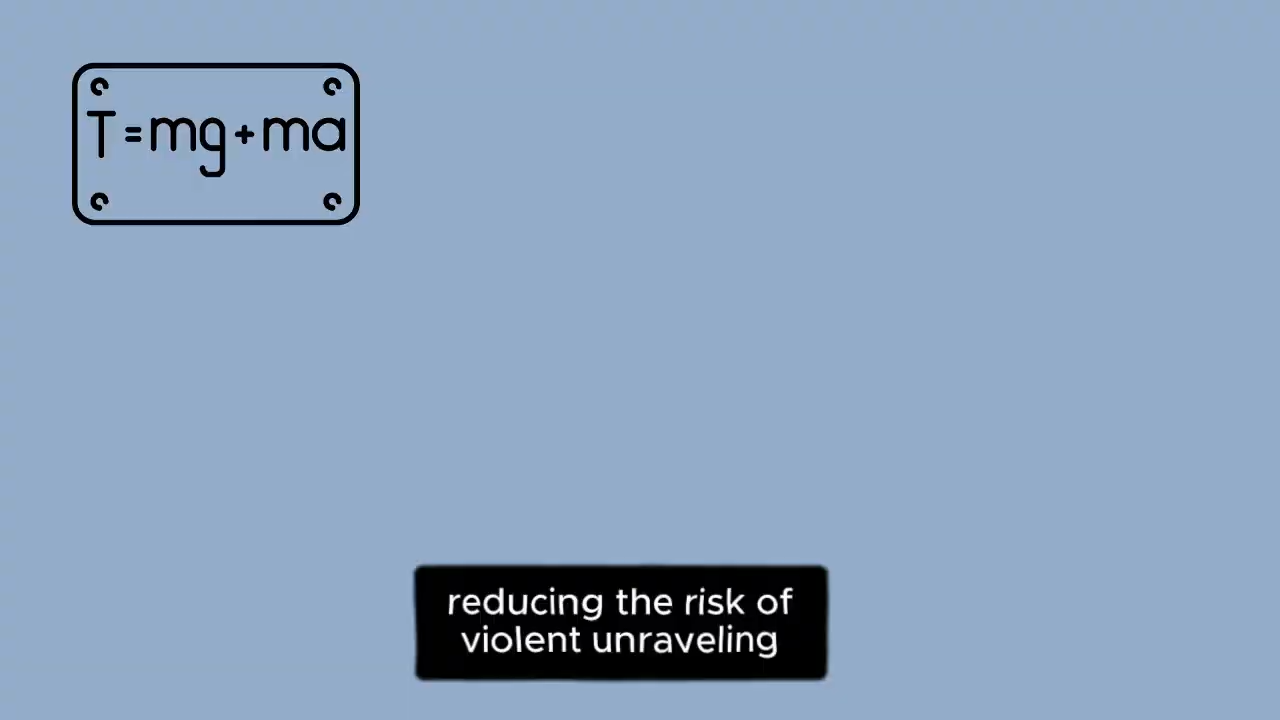 T=mg+ma
reducing the risk of
violent unraveling